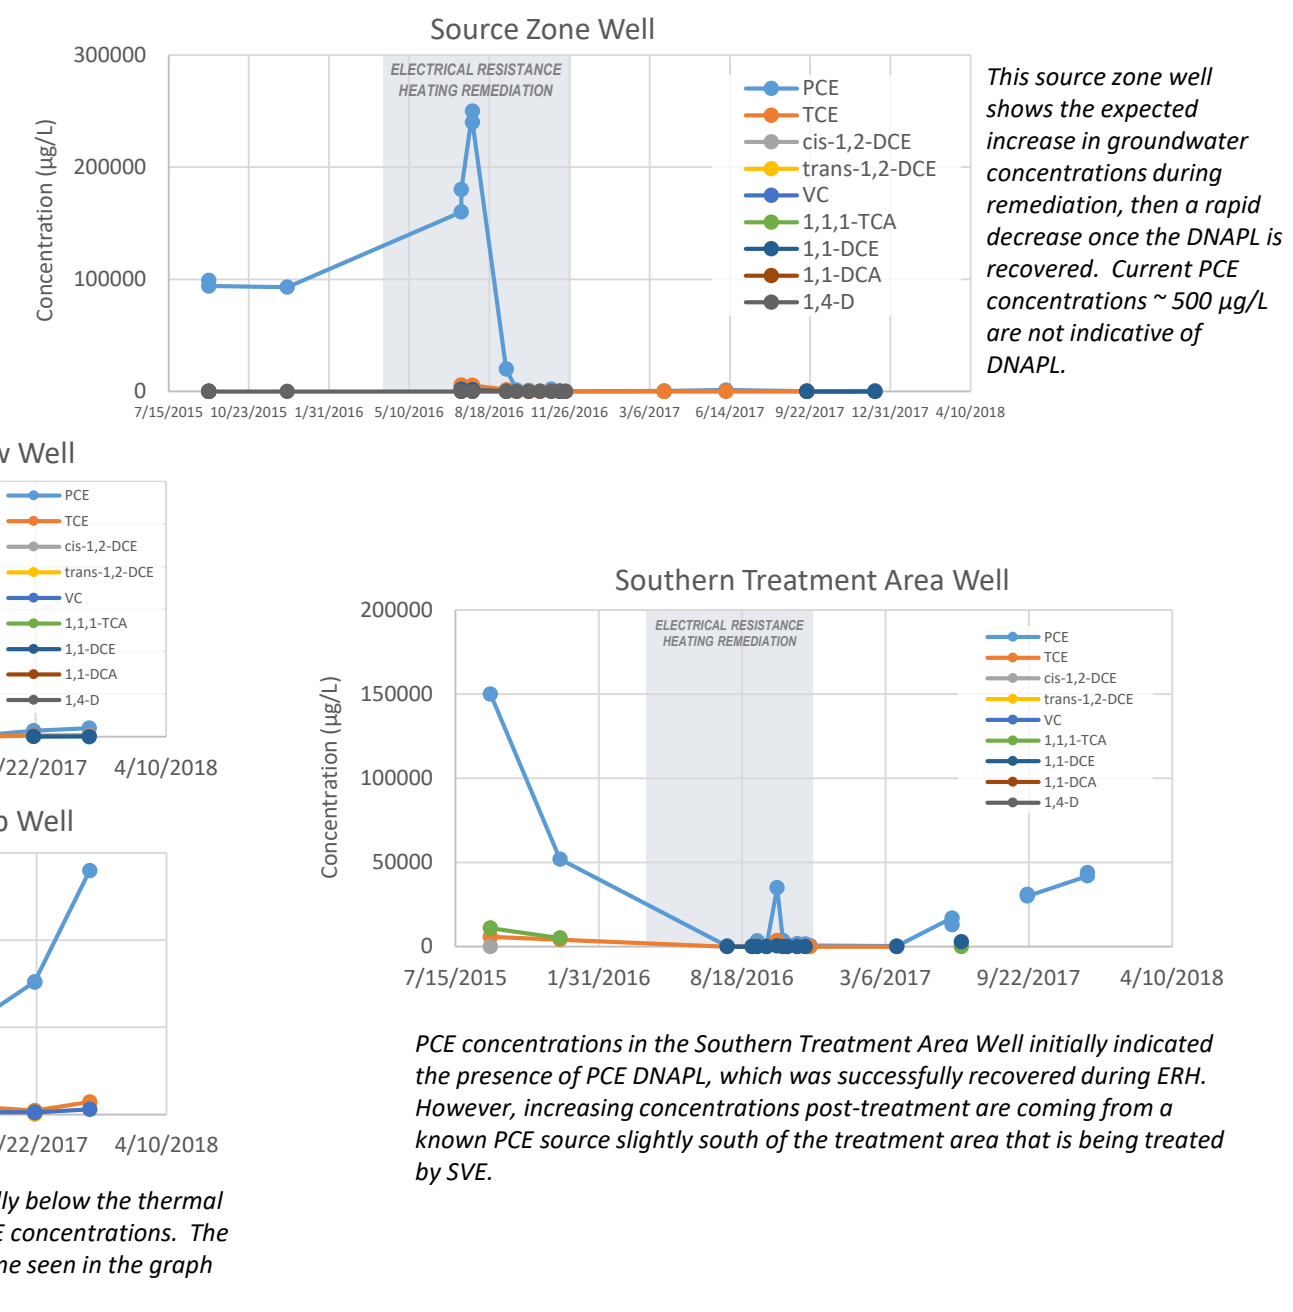 Source Zone Well
300000
200000
100000
0
Concentration (µg/L)
ELECTRICAL RESISTANCE
HEATING REMEDIATION
PCE
TCE
cis-1,2-DCE
trans-1,2-DCE
VC
1,1,1-TCA
1,1-DCE
1,1-DCA
1,4-D
7/15/2015 10/23/2015 1/31/2016 5/10/2016 8/18/2016 11/26/2016 3/6/2017 6/14/2017 9/22/2017 12/31/2017 4/10/2018
This source zone well
shows the expected
increase in groundwater
concentrations during
remediation, then a rapid
decrease once the DNAPL is
recovered. Current PCE
concentrations ~ 500 µg/L
are not indicative of
DNAPL.
Well
PCE
TCE
cis-1,2-DCE
trans-1,2-DCE
VC
1,1,1-TCA
1,1-DCE
1,1-DCA
1,4-D
/22/2017 4/10/2018
Well
/22/2017 4/10/2018
lly below the thermal
E concentrations. The
ne seen in the graph
Southern Treatment Area Well
200000
150000
100000
50000
0
Concentration (µg/L)
ELECTRICAL RESISTANCE
HEATING REMEDIATION
PCE
TCE
cis-1,2-DCE
trans-1,2-DCE
VC
1,1,1-TCA
1,1-DCE
1,1-DCA
1,4-D
7/15/2015 1/31/2016 8/18/2016 3/6/2017 9/22/2017 4/10/2018
PCE concentrations in the Southern Treatment Area Well initially indicated
the presence of PCE DNAPL, which was successfully recovered during ERH.
However, increasing concentrations post-treatment are coming from a
known PCE source slightly south of the treatment area that is being treated
by SVE.